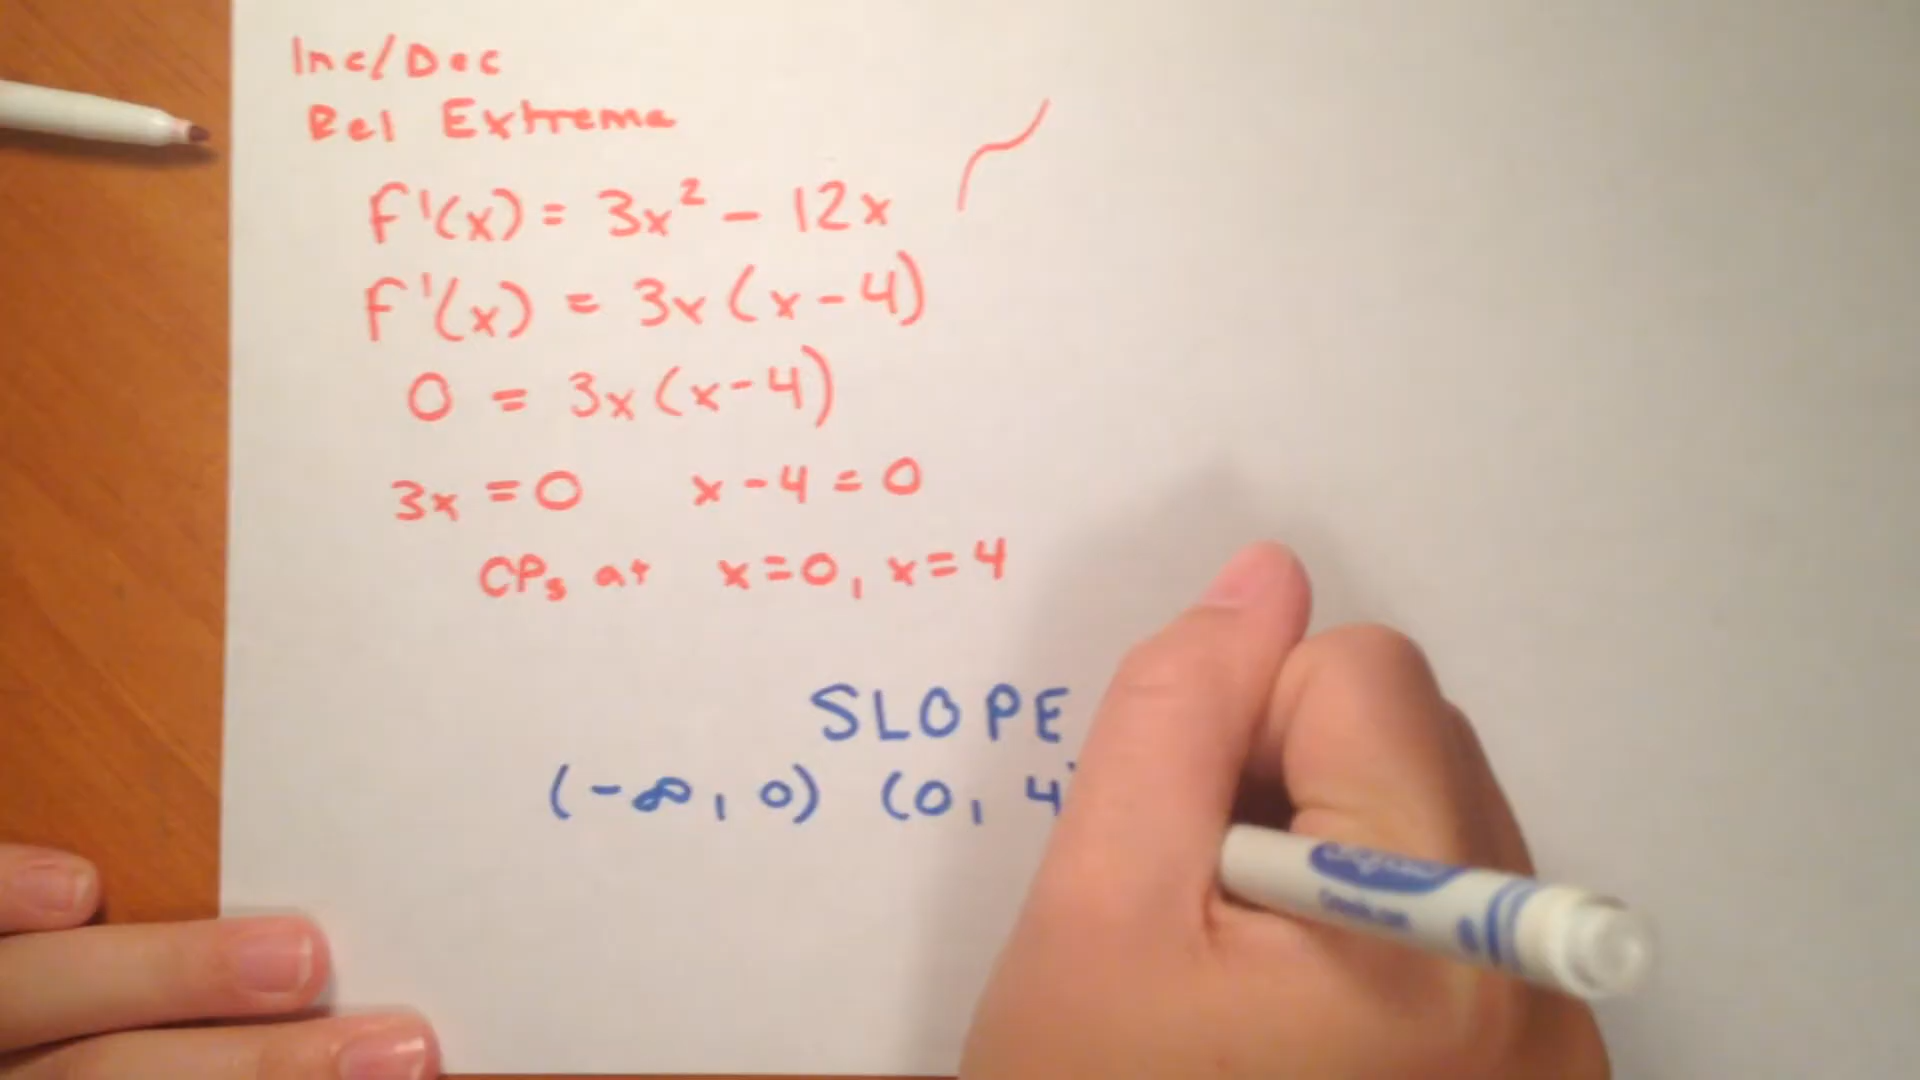 Inc/Dec
Rel Extrema
f'(x) = 3x² - 12x
f'(x) = 3x(x-4)
0 = 3x(x-4)
3x = 0 x-4 = 0
CPs at x=0, x=4
SLOPE
(-∞, 0) (0, 4